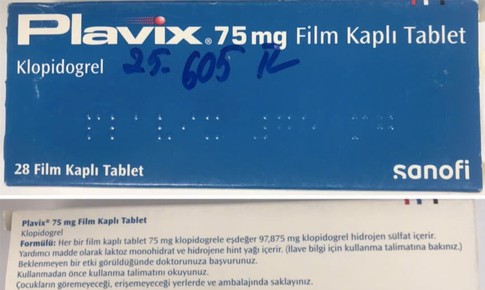 Plavix® 75 mg Film Kaplı Tablet
Klopidogrel
25. 605
28 Film Kaplı Tablet
sanofi
Plavix® 75 mg Film Kaplı Tablet
Klopidogrel
Formülü: Her bir film kaplı tablet 75 mg klopidogrele eşdeğer 97,875 mg klopidogrel hidrojen sülfat içerir.
Yardımcı madde olarak laktoz monohidrat ve hidrojene hint yağı içerir. (İlave bilgi için kullanma talimatına bakınız.)
Beklenmeyen bir etki görüldüğünde doktorunuza başvurunuz.
Kullanmadan önce kullanma talimatını okuyunuz.
Çocukların göremeyeceği, erişemeyeceği yerlerde ve ambalajında saklayınız.